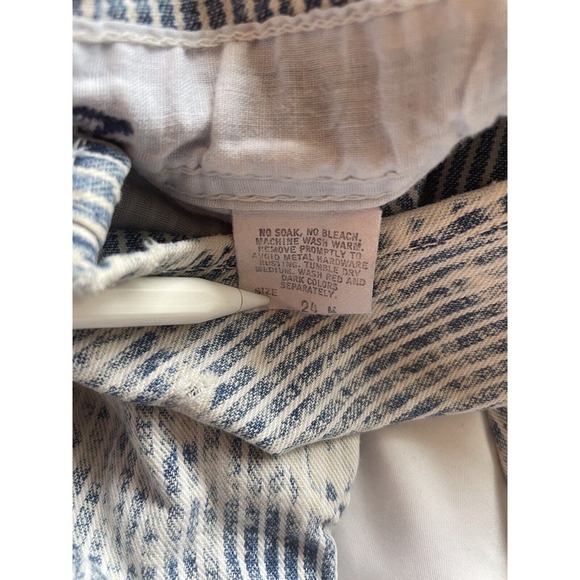 NO SOAK, NO BLEACH,
MACHINE WASH WARM.
REMOVE PROMPTLY TO
AVOID METAL HARDWARE
RUSTING. TUMBLE DRY
MEDIUM. WASH RED AND
DARK COLORS
SEPARATELY.
SIZE
24 M